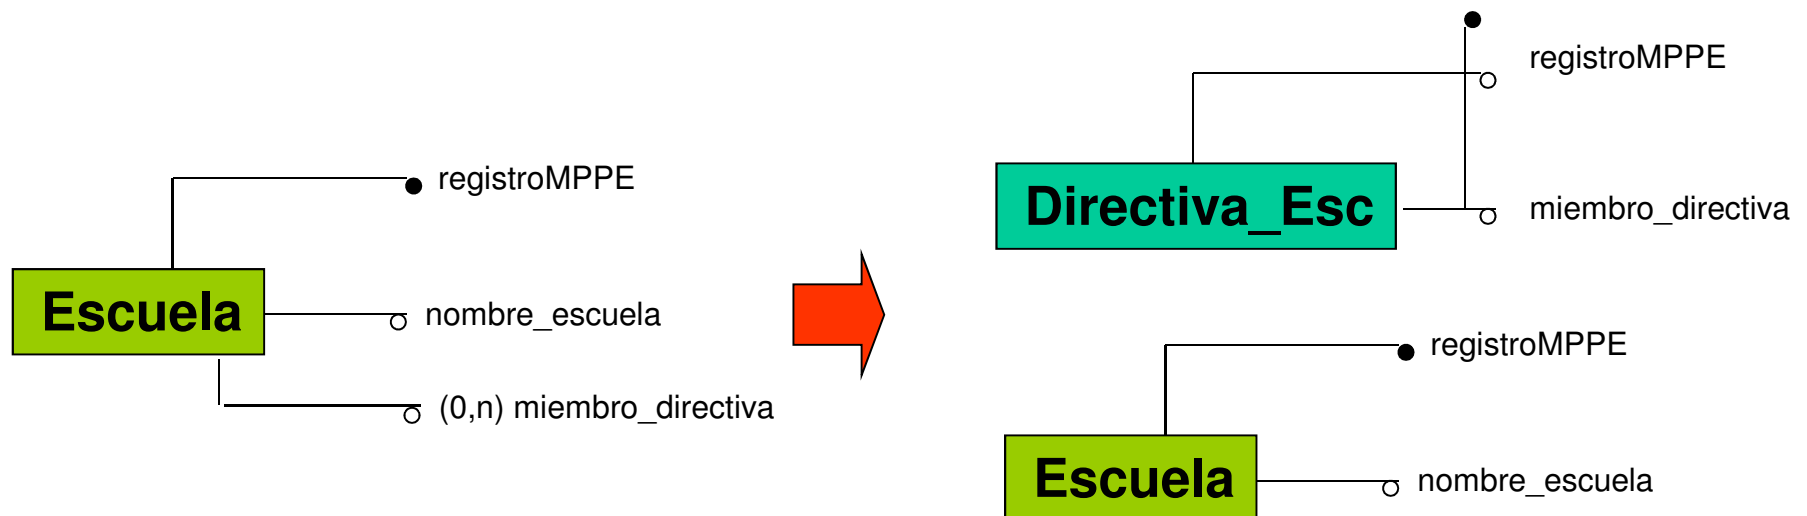 registroMPPE
Escuela
nombre_escuela
(0,n) miembro_directiva
registroMPPE
Directiva_Esc
miembro_directiva
registroMPPE
Escuela
nombre_escuela